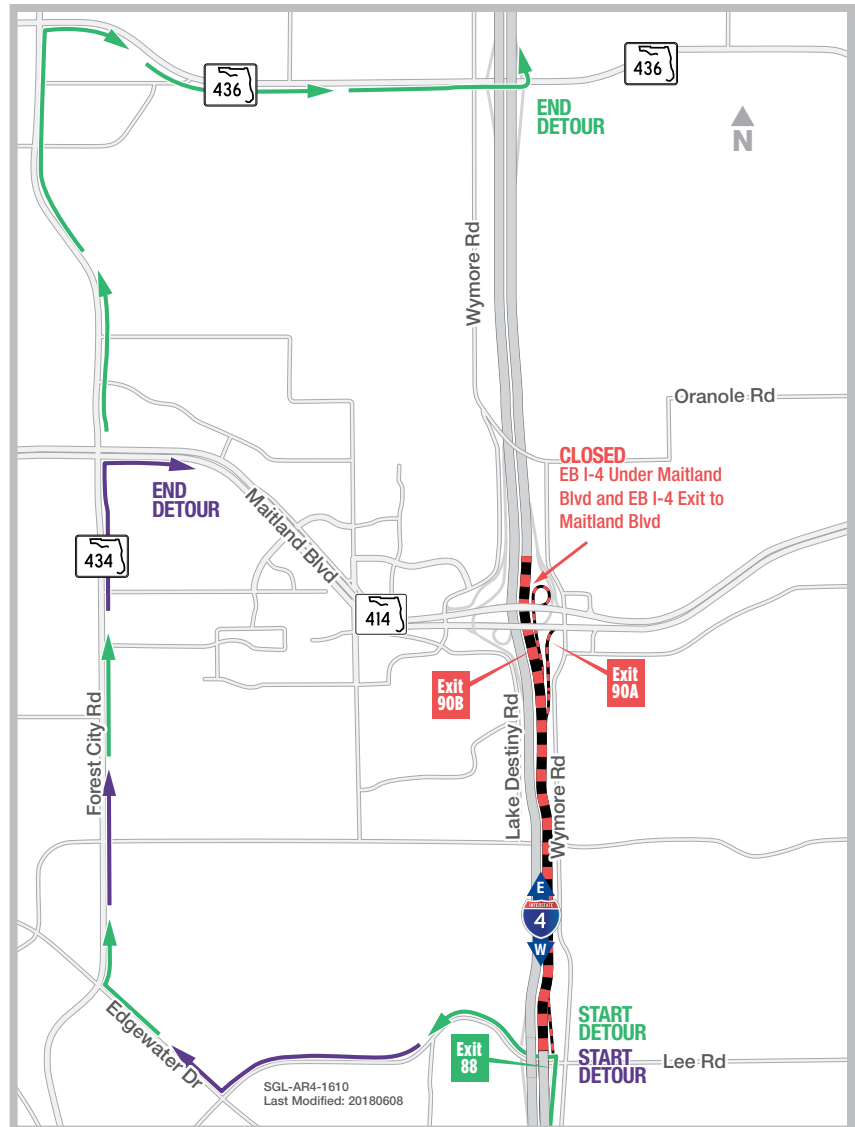 436
436
END
DETOUR
N
Wymore Rd
Oranole Rd
CLOSED
EB I-4 Under Maitland
Blvd and EB I-4 Exit to
Maitland Blvd
END
DETOUR
Maitland Blvd
434
414
Exit
90B
Exit
90A
Forest City Rd
Lake Destiny Rd
Wymore Rd
E
INTERSTATE
4
W
START
DETOUR
Edgewater Dr
Exit
88
START
DETOUR
Lee Rd
SGL-AR4-1610
Last Modified: 20180608